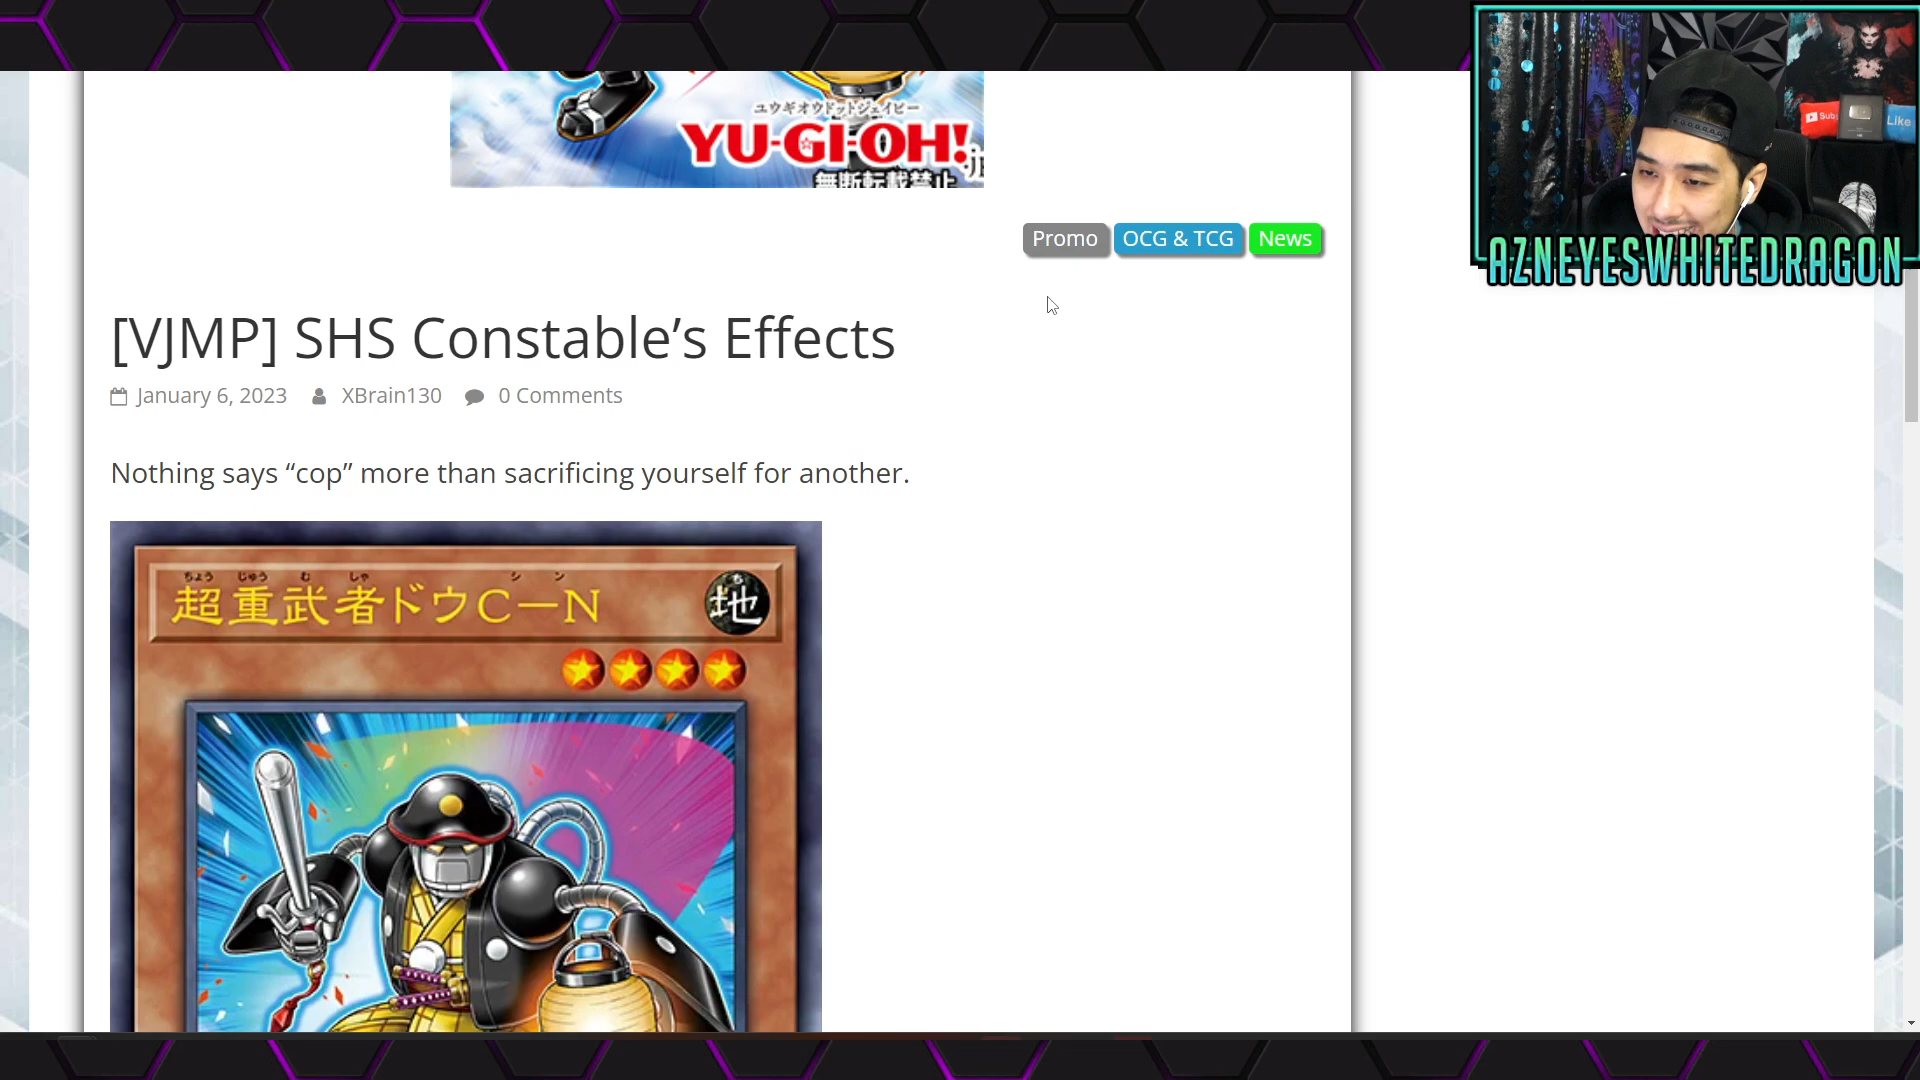 ユウギオウドットジェイピー
YU-GI-OH!
.jp
無断転載禁止
Promo
OCG & TCG
News
[VJMP] SHS Constable’s Effects
January 6, 2023
XBrain130
0 Comments
Nothing says “cop” more than sacrificing yourself for another.
ちょう じゅう む しゃ シン
超重武者ドウC－N
ち
地
Subs
Like
AZNEYESWHITEDRAGON